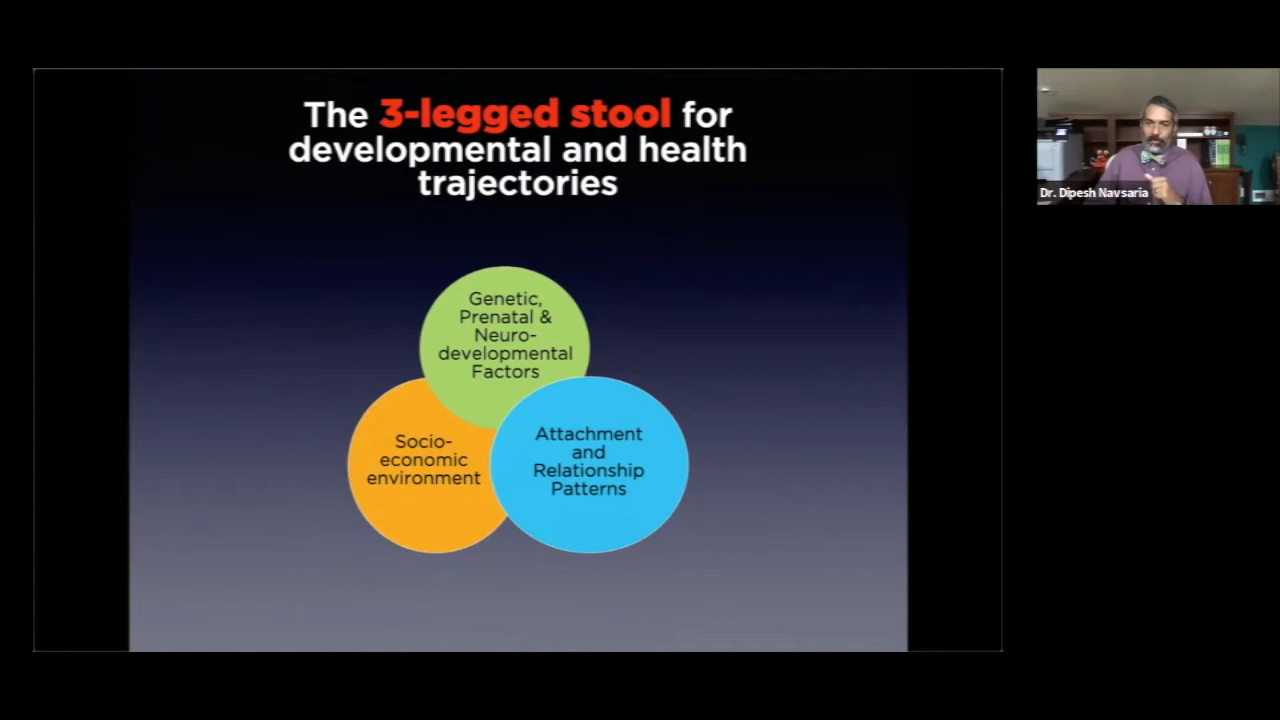 The 3-legged stool for
developmental and health
trajectories
Genetic,
Prenatal &
Neuro-
developmental
Factors
Socio-
economic
environment
Attachment
and
Relationship
Patterns
Dr. Dipesh Navsaria